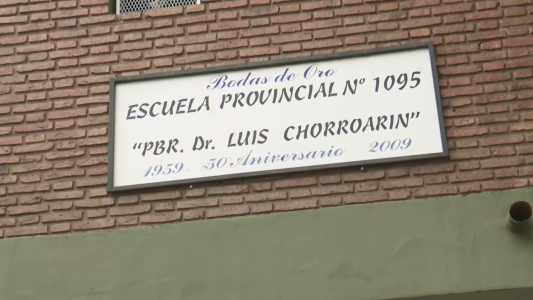 Bodas de Oro
ESCUELA PROVINCIAL Nº 1095
"PBR. Dr. LUIS CHORROARIN"
1959 - 50 Aniversario 2009